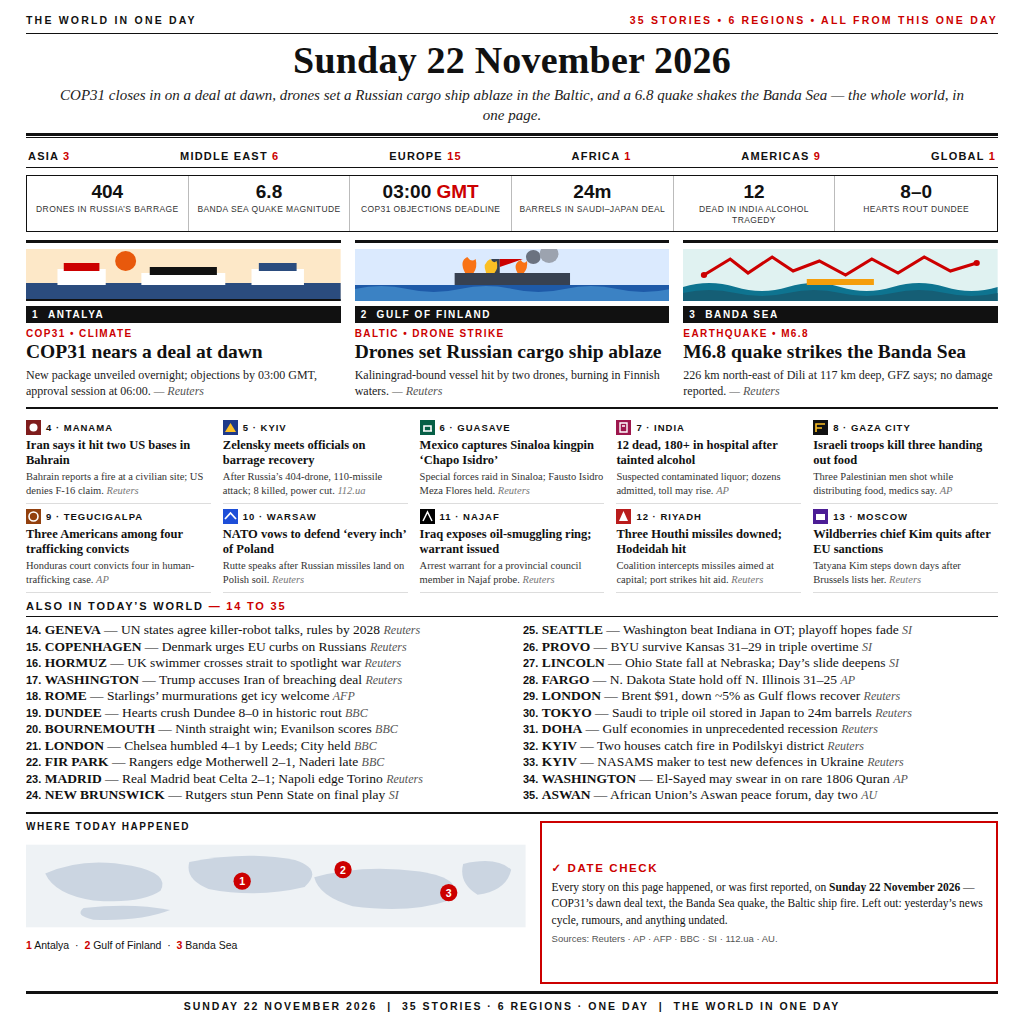 THE WORLD IN ONE DAY
35 STORIES • 6 REGIONS • ALL FROM THIS ONE DAY
Sunday 22 November 2026
COP31 closes in on a deal at dawn, drones set a Russian cargo ship ablaze in the Baltic, and a 6.8 quake shakes the Banda Sea — the whole world, in
one page.
ASIA 3
MIDDLE EAST 6
EUROPE 15
AFRICA 1
AMERICAS 9
GLOBAL 1
404
DRONES IN RUSSIA'S BARRAGE
6.8
BANDA SEA QUAKE MAGNITUDE
03:00 GMT
COP31 OBJECTIONS DEADLINE
24m
BARRELS IN SAUDI–JAPAN DEAL
12
DEAD IN INDIA ALCOHOL
TRAGEDY
8–0
HEARTS ROUT DUNDEE
1 ANTALYA
COP31 • CLIMATE
COP31 nears a deal at dawn
New package unveiled overnight; objections by 03:00 GMT,
approval session at 06:00. — Reuters
2 GULF OF FINLAND
BALTIC • DRONE STRIKE
Drones set Russian cargo ship ablaze
Kaliningrad-bound vessel hit by two drones, burning in Finnish
waters. — Reuters
3 BANDA SEA
EARTHQUAKE • M6.8
M6.8 quake strikes the Banda Sea
226 km north-east of Dili at 117 km deep, GFZ says; no damage
reported. — Reuters
4 · MANAMA
Iran says it hit two US bases in
Bahrain
Bahrain reports a fire at a civilian site; US
denies F-16 claim. Reuters
5 · KYIV
Zelensky meets officials on
barrage recovery
After Russia's 404-drone, 110-missile
attack; 8 killed, power cut. 112.ua
6 · GUASAVE
Mexico captures Sinaloa kingpin
‘Chapo Isidro’
Special forces raid in Sinaloa; Fausto Isidro
Meza Flores held. Reuters
7 · INDIA
12 dead, 180+ in hospital after
tainted alcohol
Suspected contaminated liquor; dozens
admitted, toll may rise. AP
8 · GAZA CITY
Israeli troops kill three handing
out food
Three Palestinian men shot while
distributing food, medics say. AP
9 · TEGUCIGALPA
Three Americans among four
trafficking convicts
Honduras court convicts four in human-
trafficking case. AP
10 · WARSAW
NATO vows to defend ‘every inch’
of Poland
Rutte speaks after Russian missiles land on
Polish soil. Reuters
11 · NAJAF
Iraq exposes oil-smuggling ring;
warrant issued
Arrest warrant for a provincial council
member in Najaf probe. Reuters
12 · RIYADH
Three Houthi missiles downed;
Hodeidah hit
Coalition intercepts missiles aimed at
capital; port strikes hit aid. Reuters
13 · MOSCOW
Wildberries chief Kim quits after
EU sanctions
Tatyana Kim steps down days after
Brussels lists her. Reuters
ALSO IN TODAY'S WORLD — 14 TO 35
14. GENEVA — UN states agree killer-robot talks, rules by 2028 Reuters
15. COPENHAGEN — Denmark urges EU curbs on Russians Reuters
16. HORMUZ — UK swimmer crosses strait to spotlight war Reuters
17. WASHINGTON — Trump accuses Iran of breaching deal Reuters
18. ROME — Starlings’ murmurations get icy welcome AFP
19. DUNDEE — Hearts crush Dundee 8–0 in historic rout BBC
20. BOURNEMOUTH — Ninth straight win; Evanilson scores BBC
21. LONDON — Chelsea humbled 4–1 by Leeds; City held BBC
22. FIR PARK — Rangers edge Motherwell 2–1, Naderi late BBC
23. MADRID — Real Madrid beat Celta 2–1; Napoli edge Torino Reuters
24. NEW BRUNSWICK — Rutgers stun Penn State on final play SI
25. SEATTLE — Washington beat Indiana in OT; playoff hopes fade SI
26. PROVO — BYU survive Kansas 31–29 in triple overtime SI
27. LINCOLN — Ohio State fall at Nebraska; Day’s slide deepens SI
28. FARGO — N. Dakota State hold off N. Illinois 31–25 AP
29. LONDON — Brent $91, down ~5% as Gulf flows recover Reuters
30. TOKYO — Saudi to triple oil stored in Japan to 24m barrels Reuters
31. DOHA — Gulf economies in unprecedented recession Reuters
32. KYIV — Two houses catch fire in Podilskyi district Reuters
33. KYIV — NASAMS maker to test new defences in Ukraine Reuters
34. WASHINGTON — El-Sayed may swear in on rare 1806 Quran AP
35. ASWAN — African Union’s Aswan peace forum, day two AU
WHERE TODAY HAPPENED
1
2
3
1 Antalya · 2 Gulf of Finland · 3 Banda Sea
✓ DATE CHECK
Every story on this page happened, or was first reported, on Sunday 22 November 2026 —
COP31’s dawn deal text, the Banda Sea quake, the Baltic ship fire. Left out: yesterday’s news
cycle, rumours, and anything undated.
Sources: Reuters · AP · AFP · BBC · SI · 112.ua · AU.
SUNDAY 22 NOVEMBER 2026 | 35 STORIES · 6 REGIONS · ONE DAY | THE WORLD IN ONE DAY